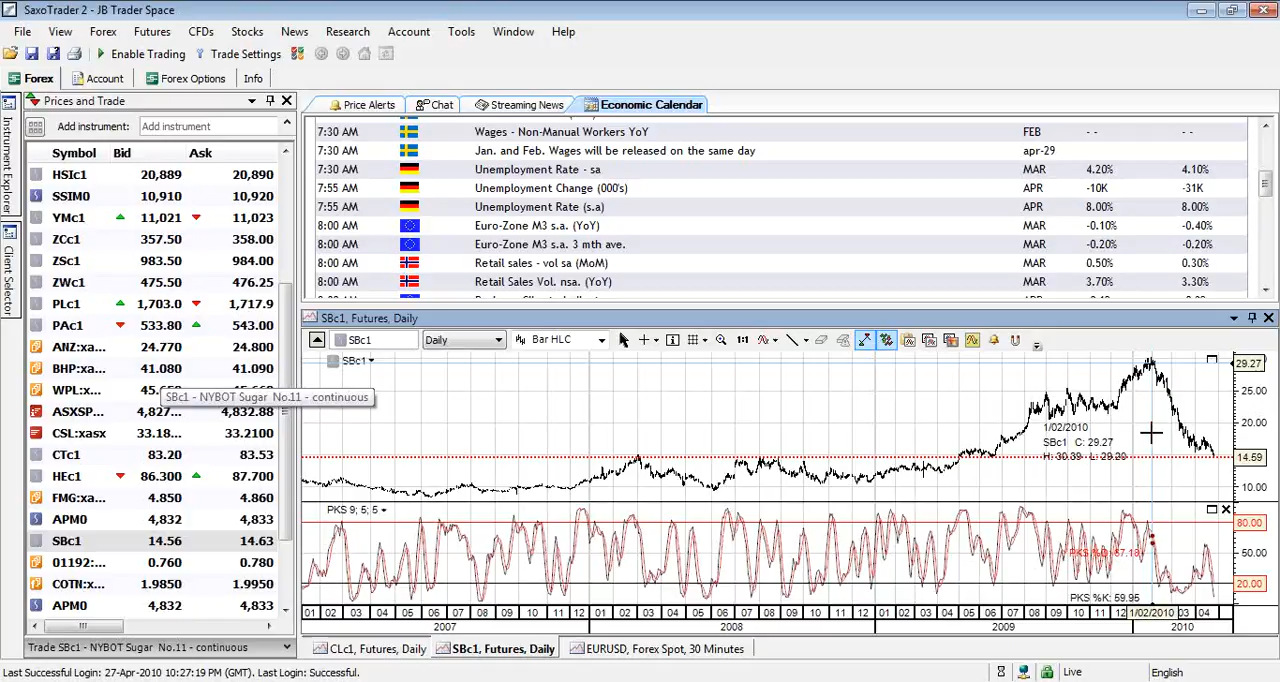 SaxoTrader 2 - JB Trader Space
File View Forex Futures CFDs Stocks News Research Account Tools Window Help
Enable Trading Trade Settings
Forex Account Forex Options Info
Instrument Explorer
Client Selector
Prices and Trade
Add instrument: Add instrument
Symbol Bid Ask
HSIc1 20,889 20,890
SSIM0 10,910 10,920
YMc1 11,021 11,023
ZCc1 357.50 358.00
ZSc1 983.50 984.00
ZWc1 475.50 476.25
PLc1 1,703.0 1,717.9
PAc1 533.80 543.00
ANZ:xa... 24.770 24.800
BHP:xa... 41.080 41.090
WPL:x...
SBc1 - NYBOT Sugar No.11 - continuous
ASXSP... 4,827... 4,832.88
CSL:xasx 33.18... 33.2100
CTc1 83.20 83.53
HEc1 86.300 87.700
FMG:xa... 4.850 4.860
APM0 4,832 4,833
SBc1 14.56 14.63
01192:... 0.760 0.780
COTN:xa... 1.9850 1.9950
APM0 4,832 4,833
Trade SBc1 - NYBOT Sugar No.11 - continuous
Price Alerts Chat Streaming News Economic Calendar
7:30 AM Wages - Non-Manual Workers YoY FEB - - - -
7:30 AM Jan. and Feb. Wages will be released on the same day apr-29
7:30 AM Unemployment Rate - sa MAR 4.20% 4.10%
7:55 AM Unemployment Change (000's) APR -10K -31K
7:55 AM Unemployment Rate (s.a) APR 8.00% 8.00%
8:00 AM Euro-Zone M3 s.a. (YoY) MAR -0.10% -0.40%
8:00 AM Euro-Zone M3 s.a. 3 mth ave. MAR -0.20% -0.20%
8:00 AM Retail sales - vol sa (MoM) MAR 0.50% 0.30%
8:00 AM Retail Sales Vol. nsa. (YoY) MAR 3.70% 3.30%
SBc1, Futures, Daily
SBc1 Daily Bar HLC 1:1
SBc1
29.27
25.00
20.00
14.59
10.00
1/02/2010
SBc1 C: 29.27
H: 30.39 L: 29.20
PKS 9; 5; 5
80.00
50.00
20.00
PKS %D: 67.18
PKS %K: 59.95
01 02 03 04 05 06 07 08 09 10 11 12 01 02 03 04 05 06 07 08 09 10 11 12 01 02 03 04 05 06 07 08 09 10 11 12 1/02/2010 03 04
2007 2008 2009 2010
CLc1, Futures, Daily SBc1, Futures, Daily EURUSD, Forex Spot, 30 Minutes
Last Successful Login: 27-Apr-2010 10:27:19 PM (GMT). Last Login: Successful. Live English